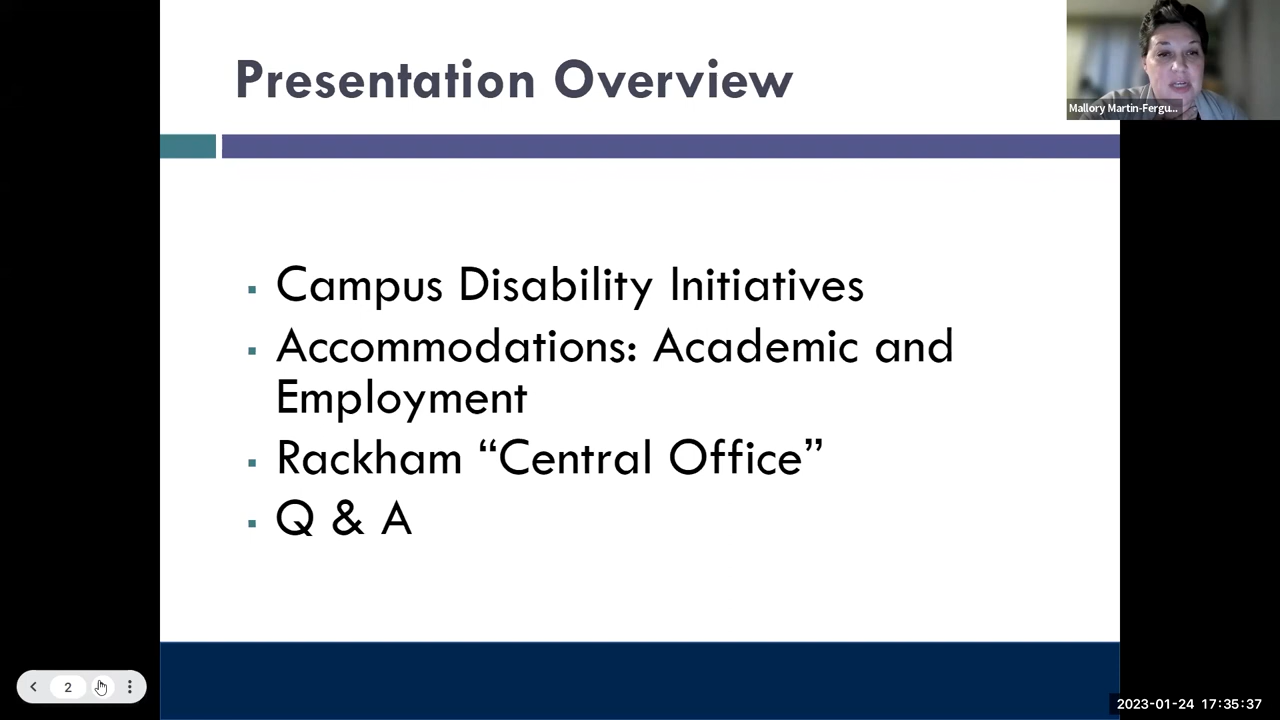 Presentation Overview
Mallory Martin-Fergu...
▪ Campus Disability Initiatives
▪ Accommodations: Academic and
Employment
▪ Rackham “Central Office”
▪ Q & A
2
2023-01-24 17:35:37